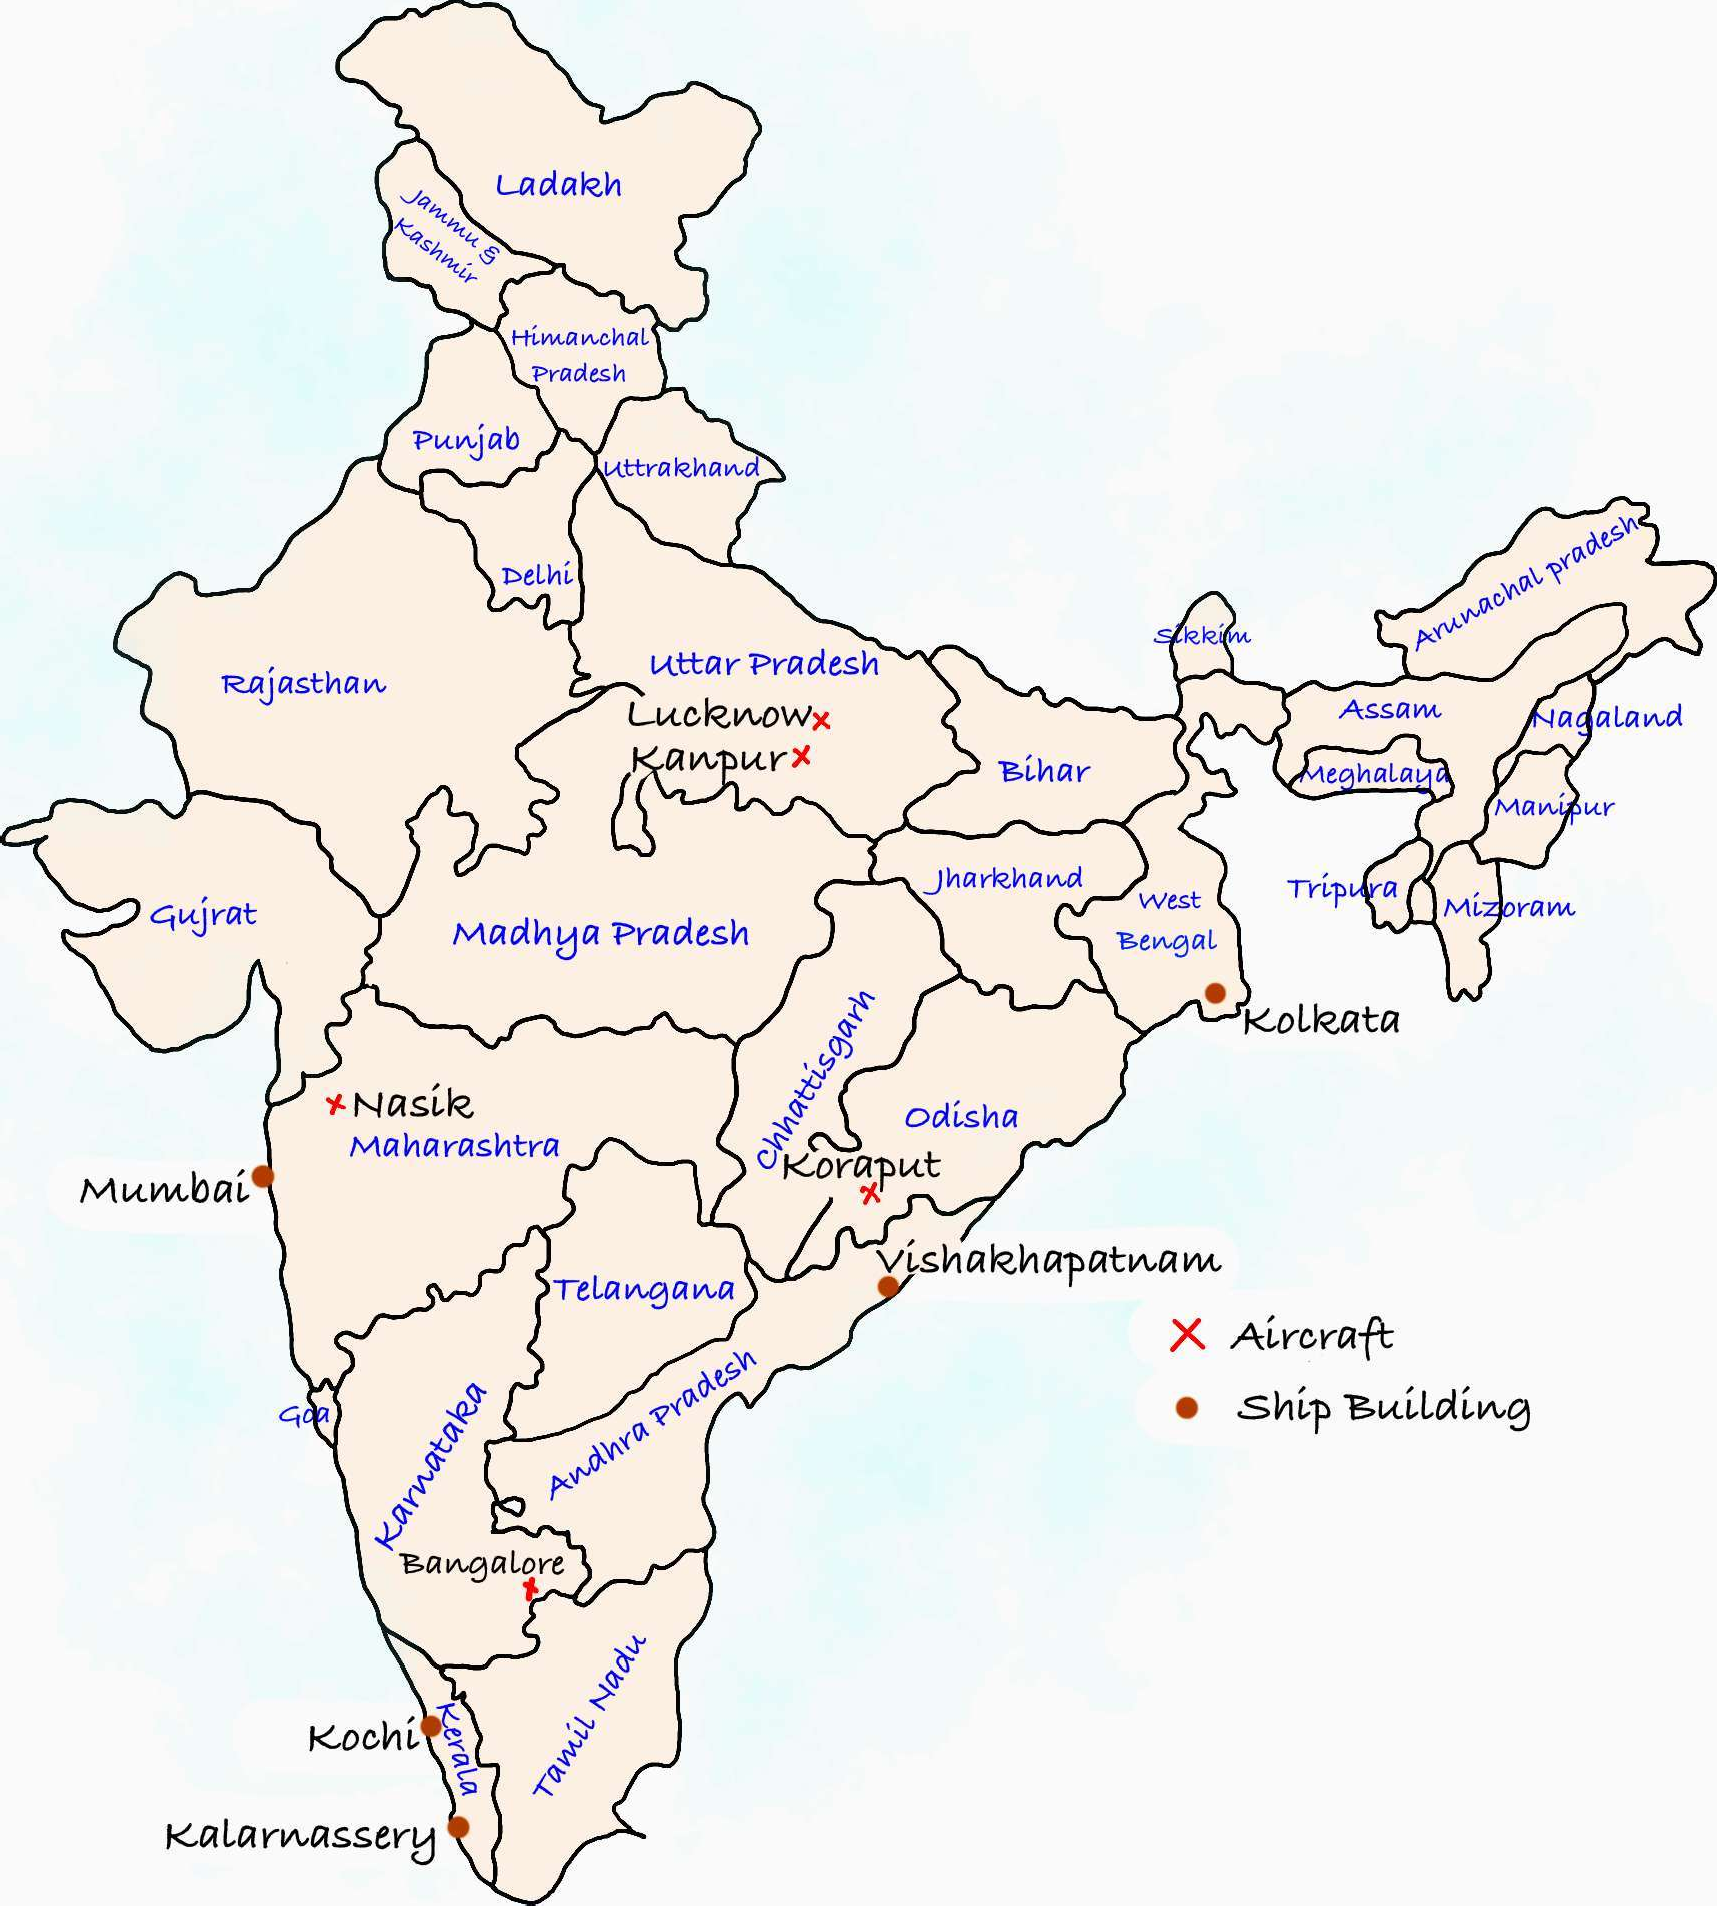 Ladakh
Jammu &
Kashmir
Himanchal
Pradesh
Punjab
Uttrakhand
Delhi
Arunachal pradesh
Sikkim
Uttar Pradesh
Rajasthan
Lucknow
Kanpur
Assam
Nagaland
Bihar
Meghalaya
Manipur
Jharkhand
Tripura
Mizoram
West
Bengal
Gujrat
Madhya Pradesh
Kolkata
Chhattisgarh
Nasik
Maharashtra
Odisha
Mumbai
Koraput
Vishakhapatnam
Telangana
Aircraft
Ship Building
Goa
Karnataka
Andhra Pradesh
Bangalore
Tamil Nadu
Kochi
Kerala
Kalarnassery